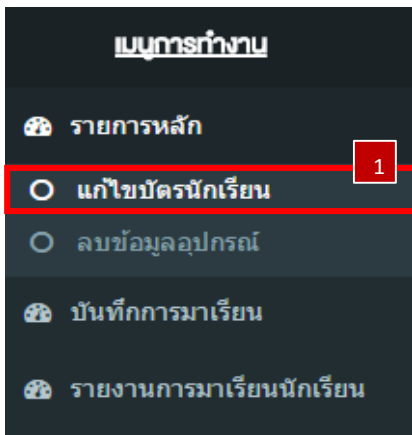 เมนูการทำงาน
รายการหลัก
1
แก้ไขบัตรนักเรียน
ลบข้อมูลอุปกรณ์
บันทึกการมาเรียน
รายงานการมาเรียนนักเรียน